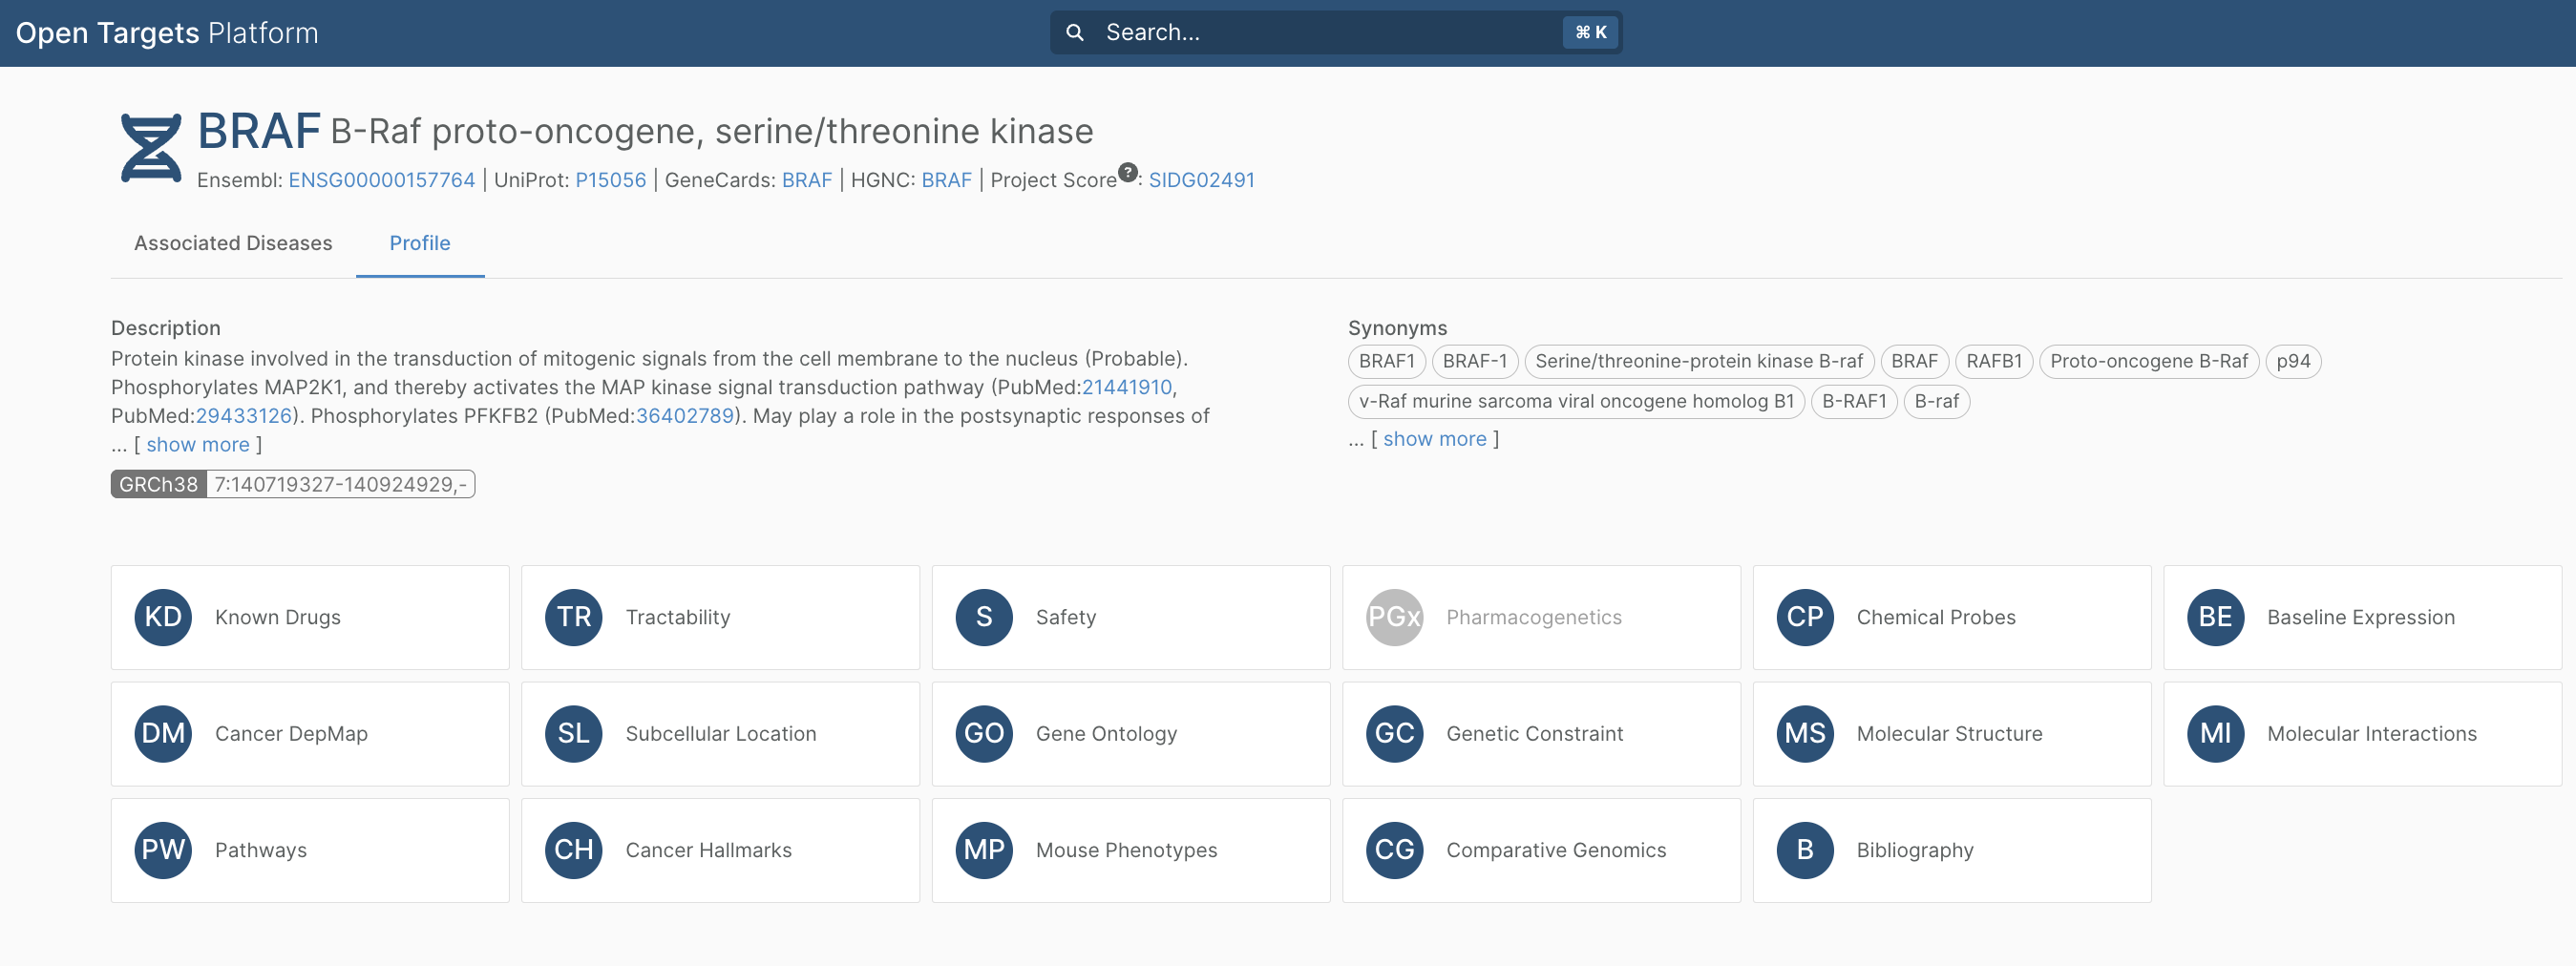 Open Targets Platform
Search...
⌘ K
BRAF B-Raf proto-oncogene, serine/threonine kinase
Ensembl: ENSG00000157764 | UniProt: P15056 | GeneCards: BRAF | HGNC: BRAF | Project Score?: SIDG02491
Associated Diseases
Profile
Description
Protein kinase involved in the transduction of mitogenic signals from the cell membrane to the nucleus (Probable).
Phosphorylates MAP2K1, and thereby activates the MAP kinase signal transduction pathway (PubMed:21441910,
PubMed:29433126). Phosphorylates PFKFB2 (PubMed:36402789). May play a role in the postsynaptic responses of
... [ show more ]
GRCh38 7:140719327-140924929,-
Synonyms
BRAF1 BRAF-1 Serine/threonine-protein kinase B-raf BRAF RAFB1 Proto-oncogene B-Raf p94
v-Raf murine sarcoma viral oncogene homolog B1 B-RAF1 B-raf
... [ show more ]
KD Known Drugs
TR Tractability
S Safety
PGx Pharmacogenetics
CP Chemical Probes
BE Baseline Expression
DM Cancer DepMap
SL Subcellular Location
GO Gene Ontology
GC Genetic Constraint
MS Molecular Structure
MI Molecular Interactions
PW Pathways
CH Cancer Hallmarks
MP Mouse Phenotypes
CG Comparative Genomics
B Bibliography